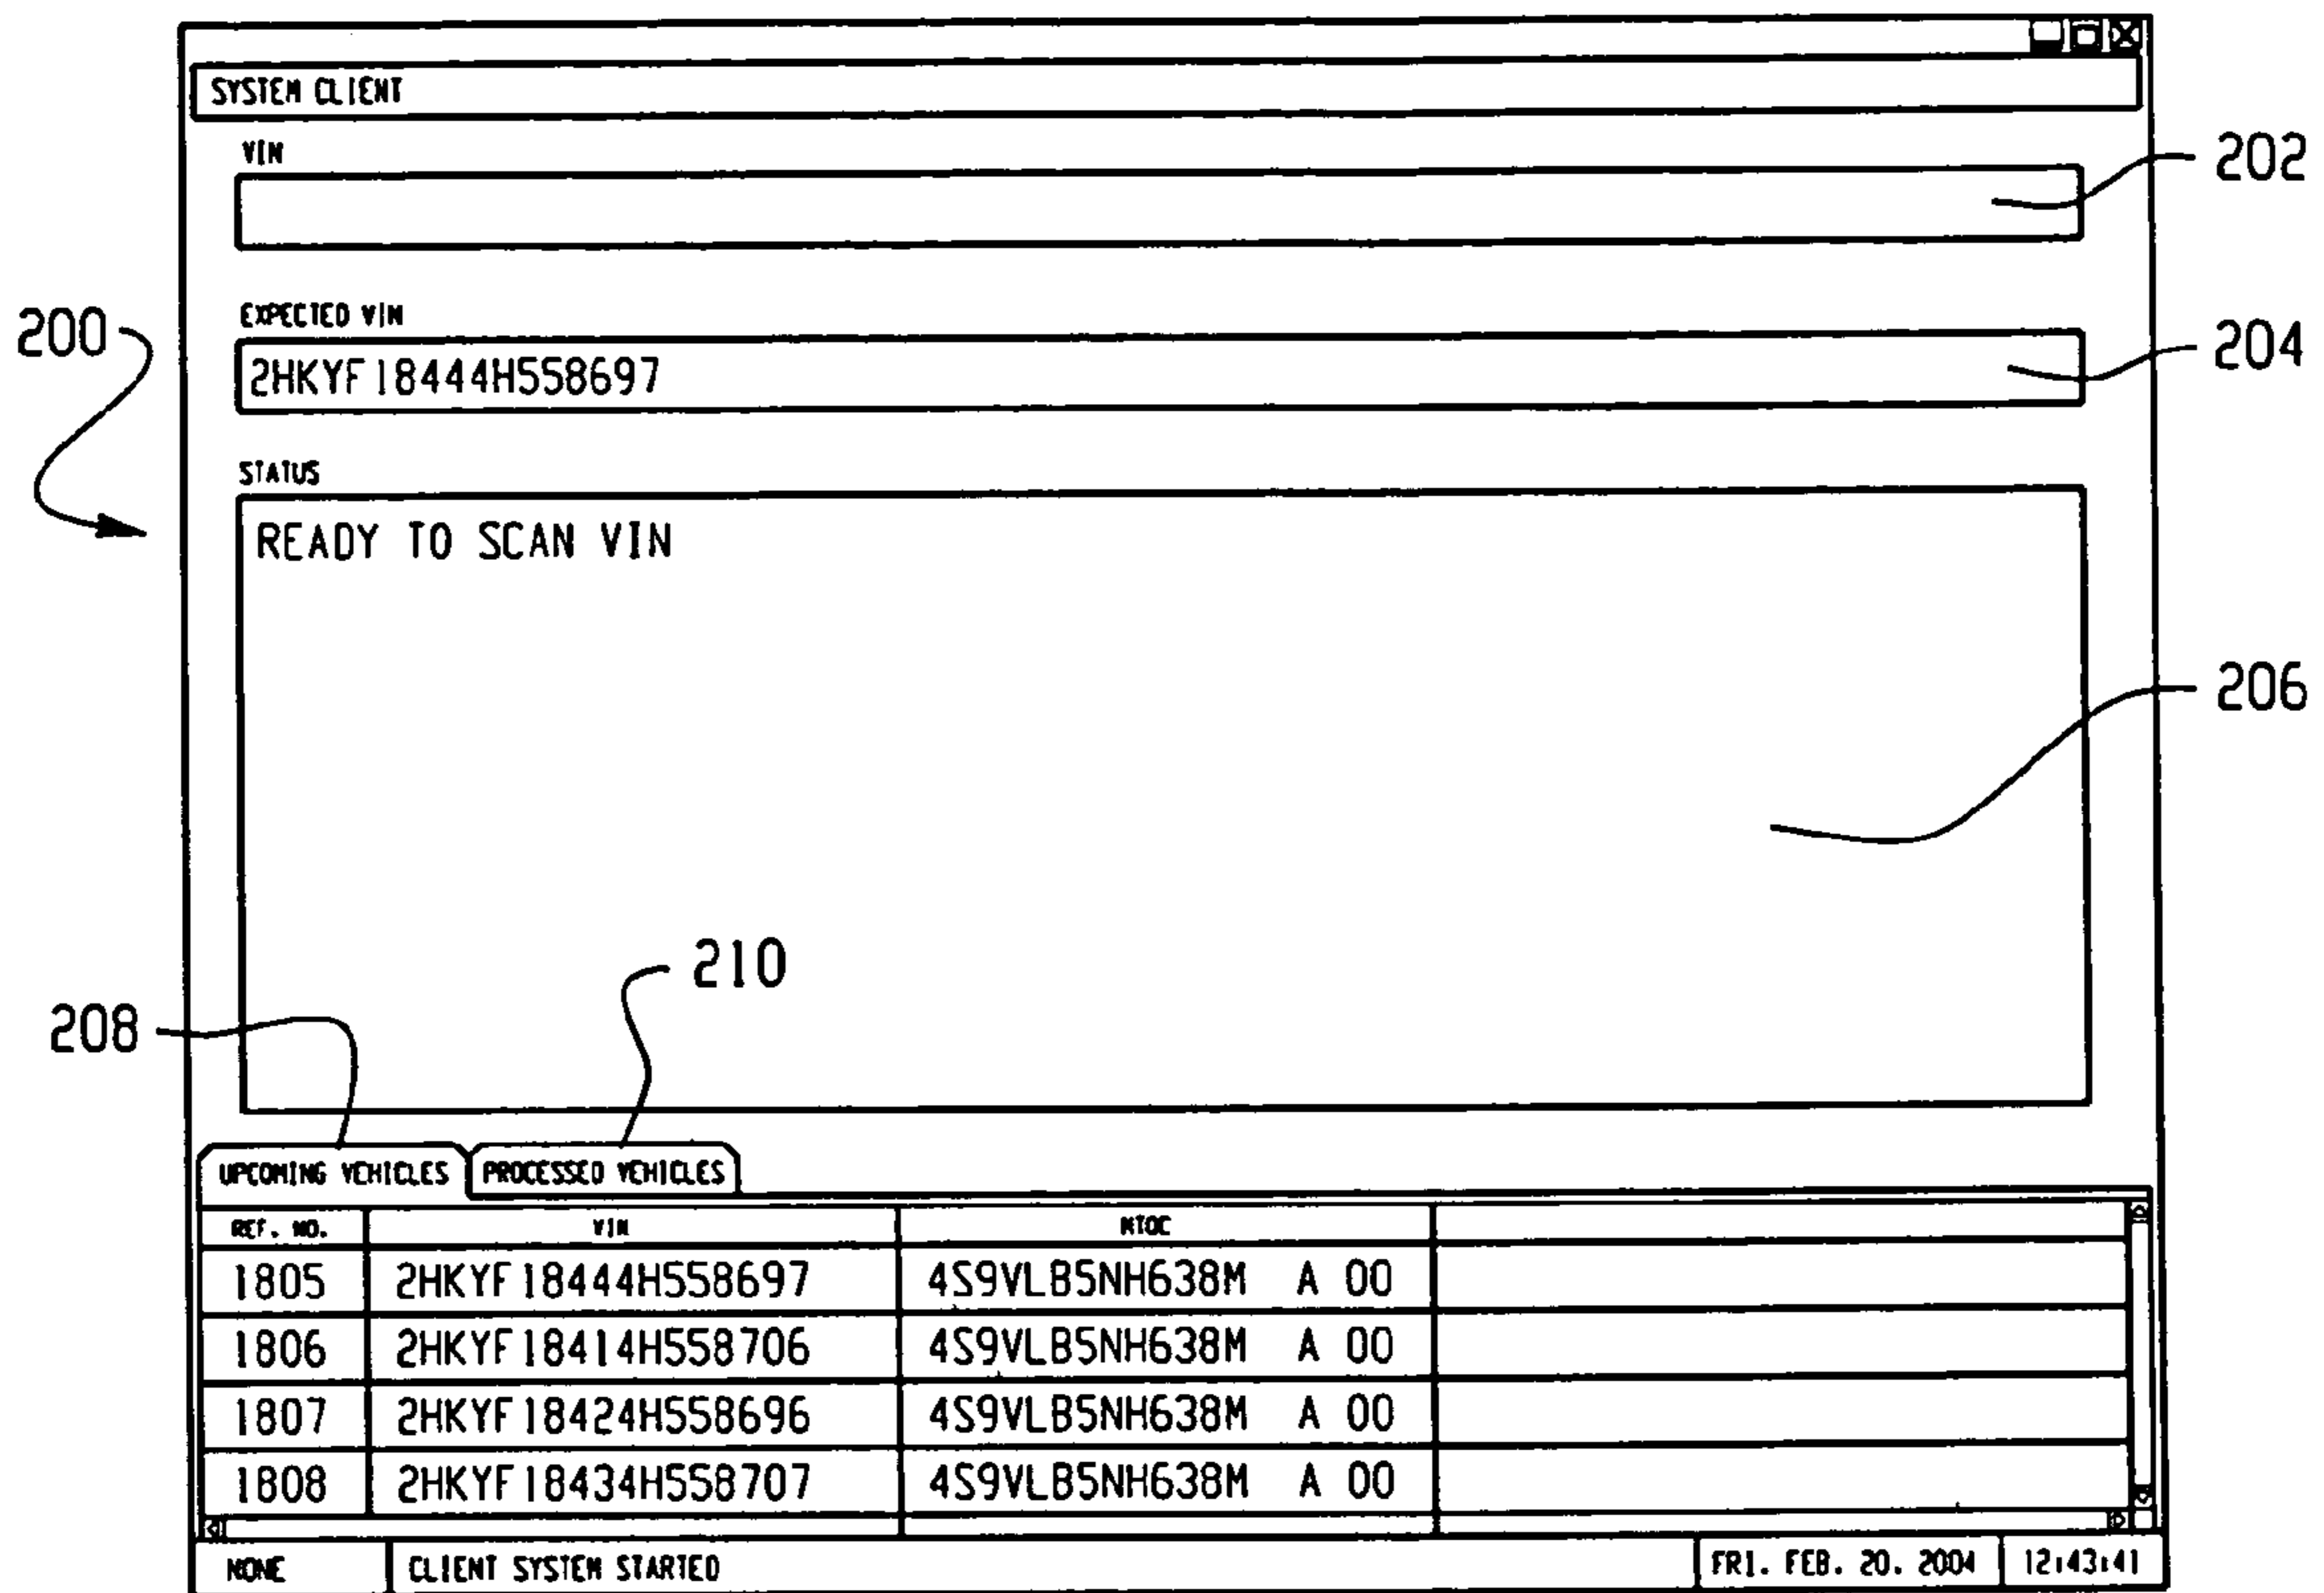 SYSTEM CLIENT
VIN
202
EXPECTED VIN
200
2HKYF18444H558697
204
STATUS
READY TO SCAN VIN
206
210
208
UPCOMING VEHICLES PROCESSED VEHICLES
REF. NO. VIN MTOC
1805 2HKYF18444H558697 4S9VLB5NH638M A 00
1806 2HKYF18414H558706 4S9VLB5NH638M A 00
1807 2HKYF18424H558696 4S9VLB5NH638M A 00
1808 2HKYF18434H558707 4S9VLB5NH638M A 00
NONE CLIENT SYSTEM STARTED FRI. FEB. 20. 2004 12:43:41